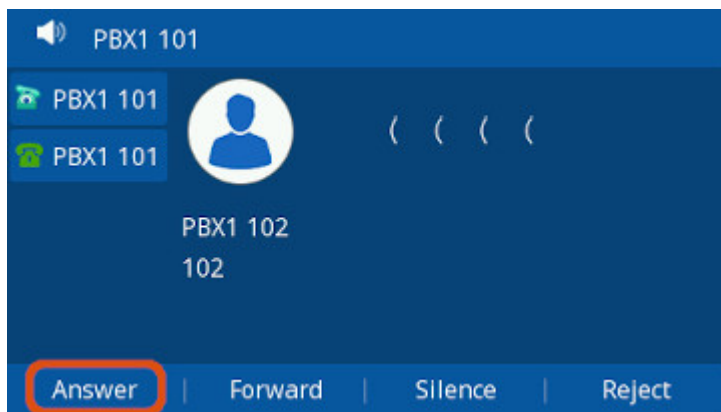 PBX1 101
PBX1 101
PBX1 101
( ( ( (
PBX1 102
102
Answer | Forward | Silence | Reject